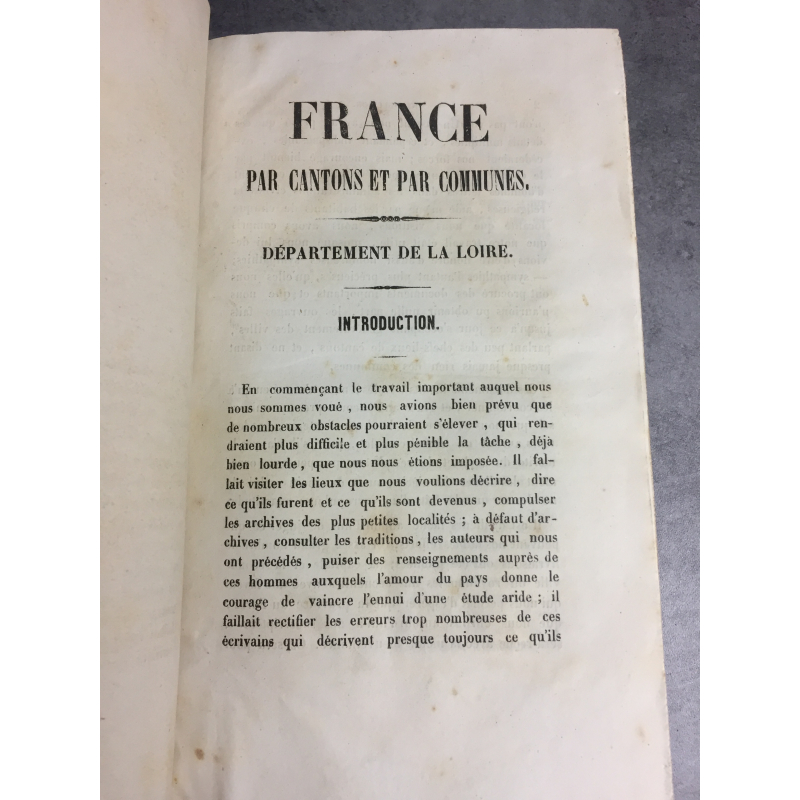 FRANCE
PAR CANTONS ET PAR COMMUNES.
DÉPARTEMENT DE LA LOIRE.
INTRODUCTION.
En commençant le travail important auquel nous
nous sommes voué, nous avions bien prévu que
de nombreux obstacles pourraient s'élever, qui ren-
draient plus difficile et plus pénible la tâche, déjà
bien lourde, que nous nous étions imposée. Il fal-
lait visiter les lieux que nous voulions décrire, dire
ce qu'ils furent et ce qu'ils sont devenus, compulser
les archives des plus petites localités; à défaut d'ar-
chives, consulter les traditions, les auteurs qui nous
ont précédés, puiser des renseignements auprès de
ces hommes auxquels l'amour du pays donne le
courage de vaincre l'ennui d'une étude aride; il
faillait rectifier les erreurs trop nombreuses de ces
écrivains qui décrivent presque toujours ce qu'ils